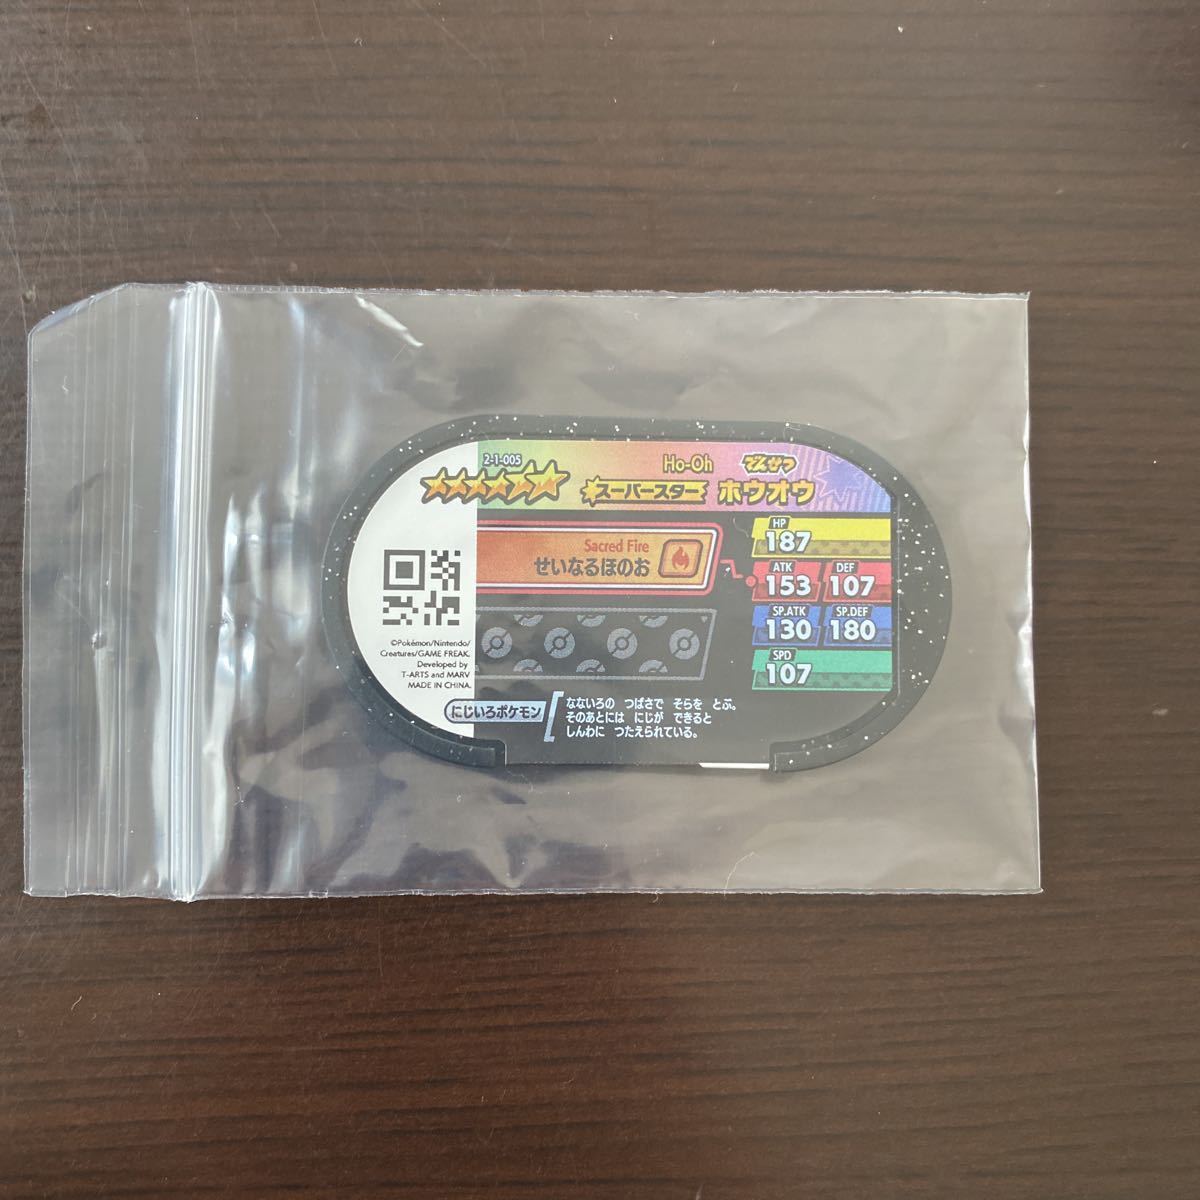 2-1-005
Ho-Oh
でんせつ
スーパースター
ホウオウ
Sacred Fire
せいなるほのお
HP
187
ATK
153
DEF
107
SP.ATK
130
SP.DEF
180
SPD
107
©Pokémon/Nintendo/
Creatures/GAME FREAK.
Developed by
T-ARTS and MARV
MADE IN CHINA.
にじいろポケモン
なないろの つばさで そらを とぶ。
そのあとには にじが できると
しんわに つたえられている。